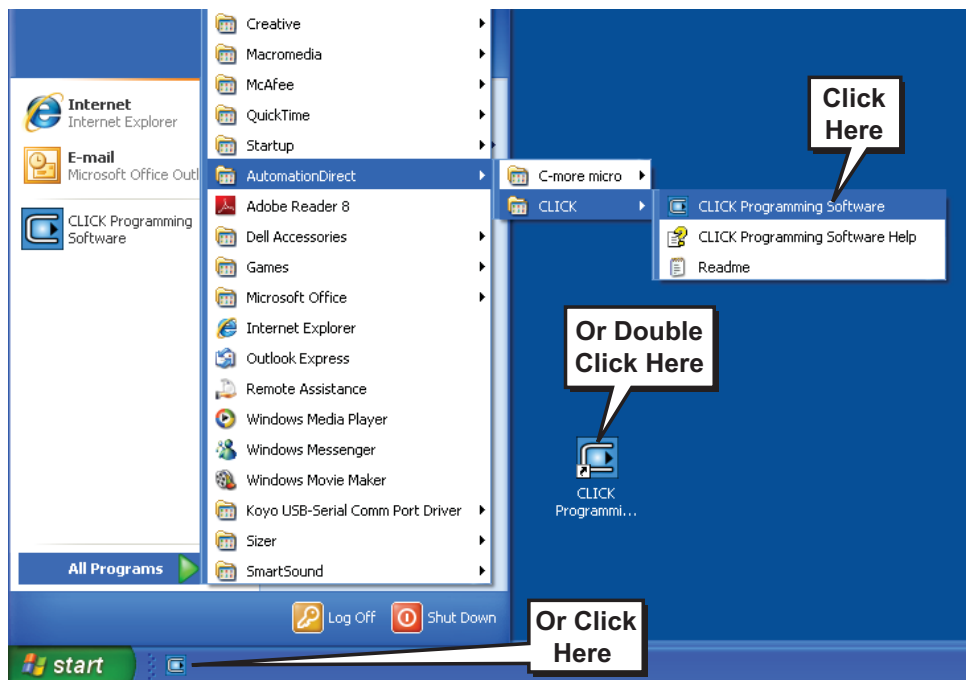 Internet
Internet Explorer
E-mail
Microsoft Office Outl
CLICK Programming
Software
All Programs
Creative
Macromedia
McAfee
QuickTime
Startup
AutomationDirect
Adobe Reader 8
Dell Accessories
Games
Microsoft Office
Internet Explorer
Outlook Express
Remote Assistance
Windows Media Player
Windows Messenger
Windows Movie Maker
Koyo USB-Serial Comm Port Driver
Sizer
SmartSound
C-more micro
CLICK
CLICK Programming Software
CLICK Programming Software Help
Readme
Click
Here
Or Double
Click Here
CLICK
Programmi...
Log Off
Shut Down
Or Click
Here
start